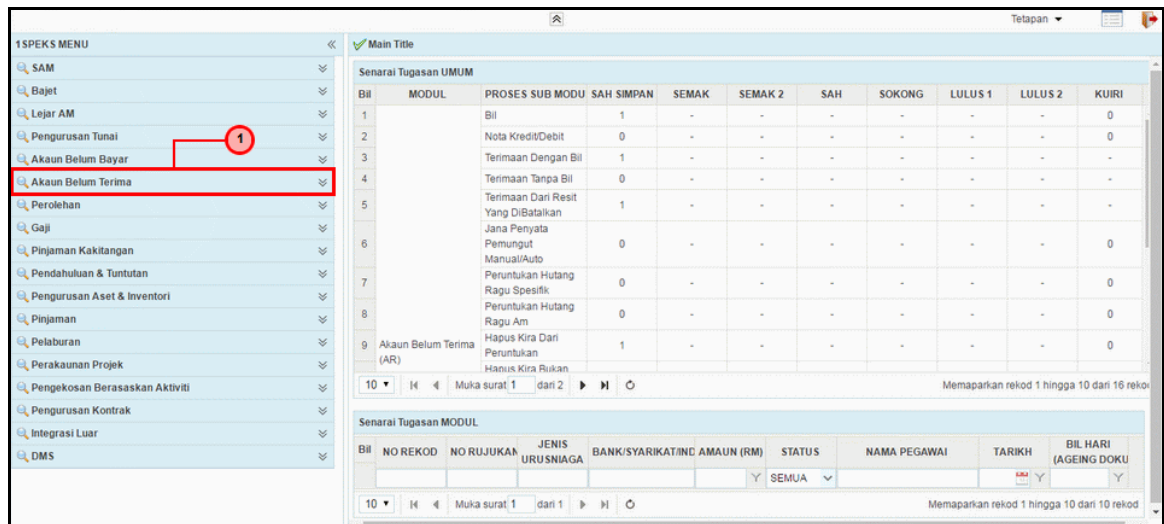 Tetapan
1SPEKS MENU
SAM
Bajet
Lejar AM
Pengurusan Tunai
Akaun Belum Bayar
1
Akaun Belum Terima
Perolehan
Gaji
Pinjaman Kakitangan
Pendahuluan & Tuntutan
Pengurusan Aset & Inventori
Pinjaman
Pelaburan
Perakaunan Projek
Pengekosan Berasaskan Aktiviti
Pengurusan Kontrak
Integrasi Luar
DMS
Main Title
Senarai Tugasan UMUM
Bil MODUL PROSES SUB MODU SAH SIMPAN SEMAK SEMAK 2 SAH SOKONG LULUS 1 LULUS 2 KUIRI
1 Bil 1 - - - - - - 0
2 Nota Kredit/Debit 0 - - - - - - 0
3 Terimaan Dengan Bil 1 - - - - - - -
4 Terimaan Tanpa Bil 0 - - - - - - -
5 Terimaan Dari Resit Yang DiBatalkan 1 - - - - - - -
6 Jana Penyata Pemungut Manual/Auto 0 - - - - - - 0
7 Peruntukan Hutang Ragu Spesifik 0 - - - - - - 0
8 Peruntukan Hutang Ragu Am 0 - - - - - - 0
9 Akaun Belum Terima (AR) Hapus Kira Dari Peruntukan 1 - - - - - - 0
Hapus Kira Bukan
10 Muka surat 1 dari 2 Memaparkan rekod 1 hingga 10 dari 16 reko
Senarai Tugasan MODUL
Bil NO REKOD NO RUJUKAN JENIS URUSNIAGA BANK/SYARIKAT/IND AMAUN (RM) STATUS NAMA PEGAWAI TARIKH BIL HARI (AGEING DOKU
SEMUA
10 Muka surat 1 dari 1 Memaparkan rekod 1 hingga 10 dari 10 rekod